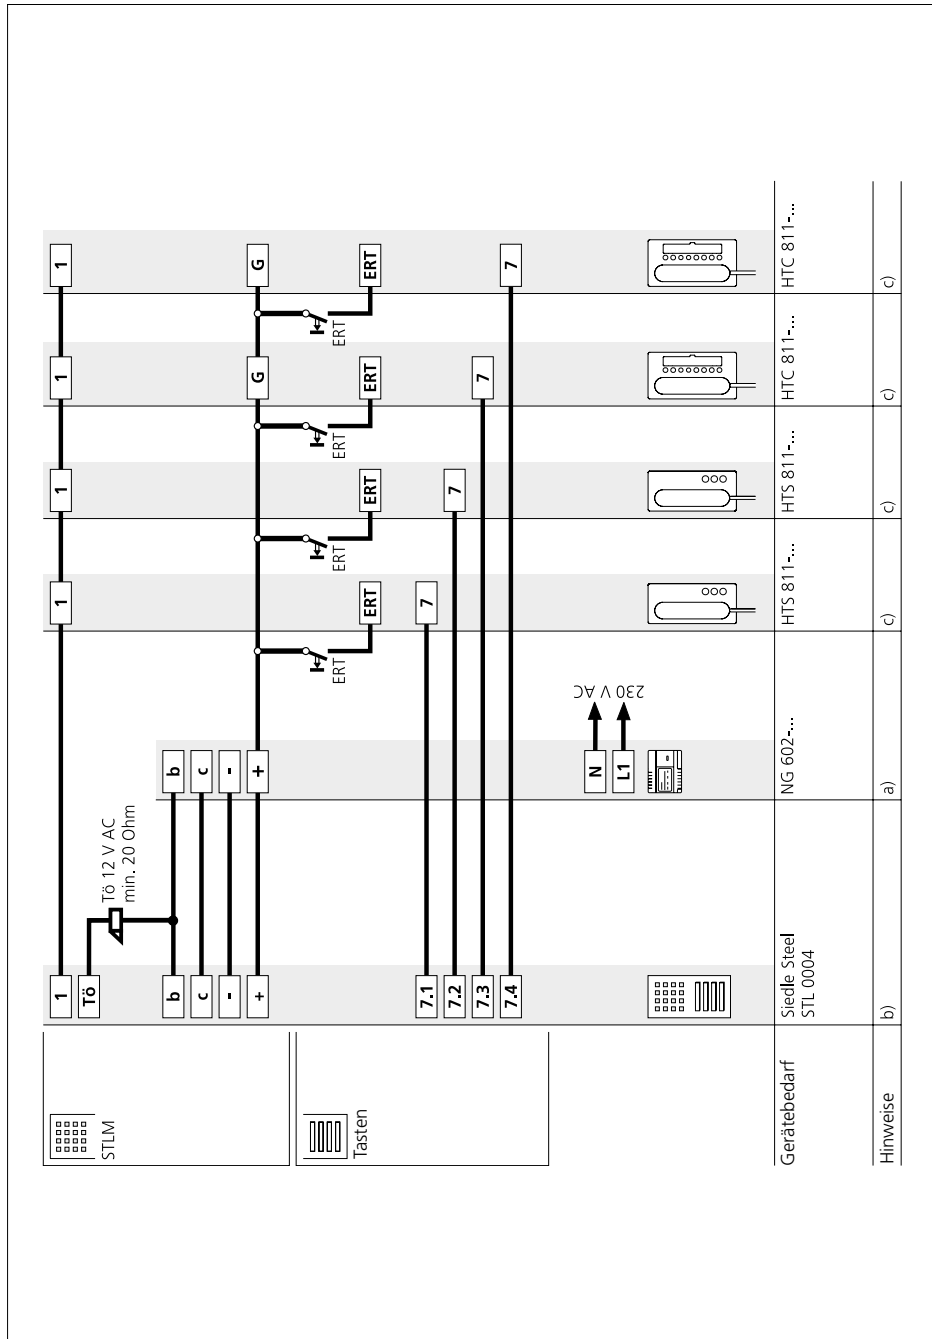 1 1 1 1 1
Tö
STLM
Tö 12 V AC
min. 20 Ohm
b b
c c
- -
+ + G G
ERT ERT ERT ERT
Tasten
ERT ERT ERT ERT
7.1 7
7.2 7
7.3 7
7.4 7
N
L1
230 V AC
Gerätebedarf
Siedle Steel
STL 0004
NG 602-...
HTS 811-...
HTS 811-...
HTC 811-...
HTC 811-...
Hinweise b) a) c) c) c) c)